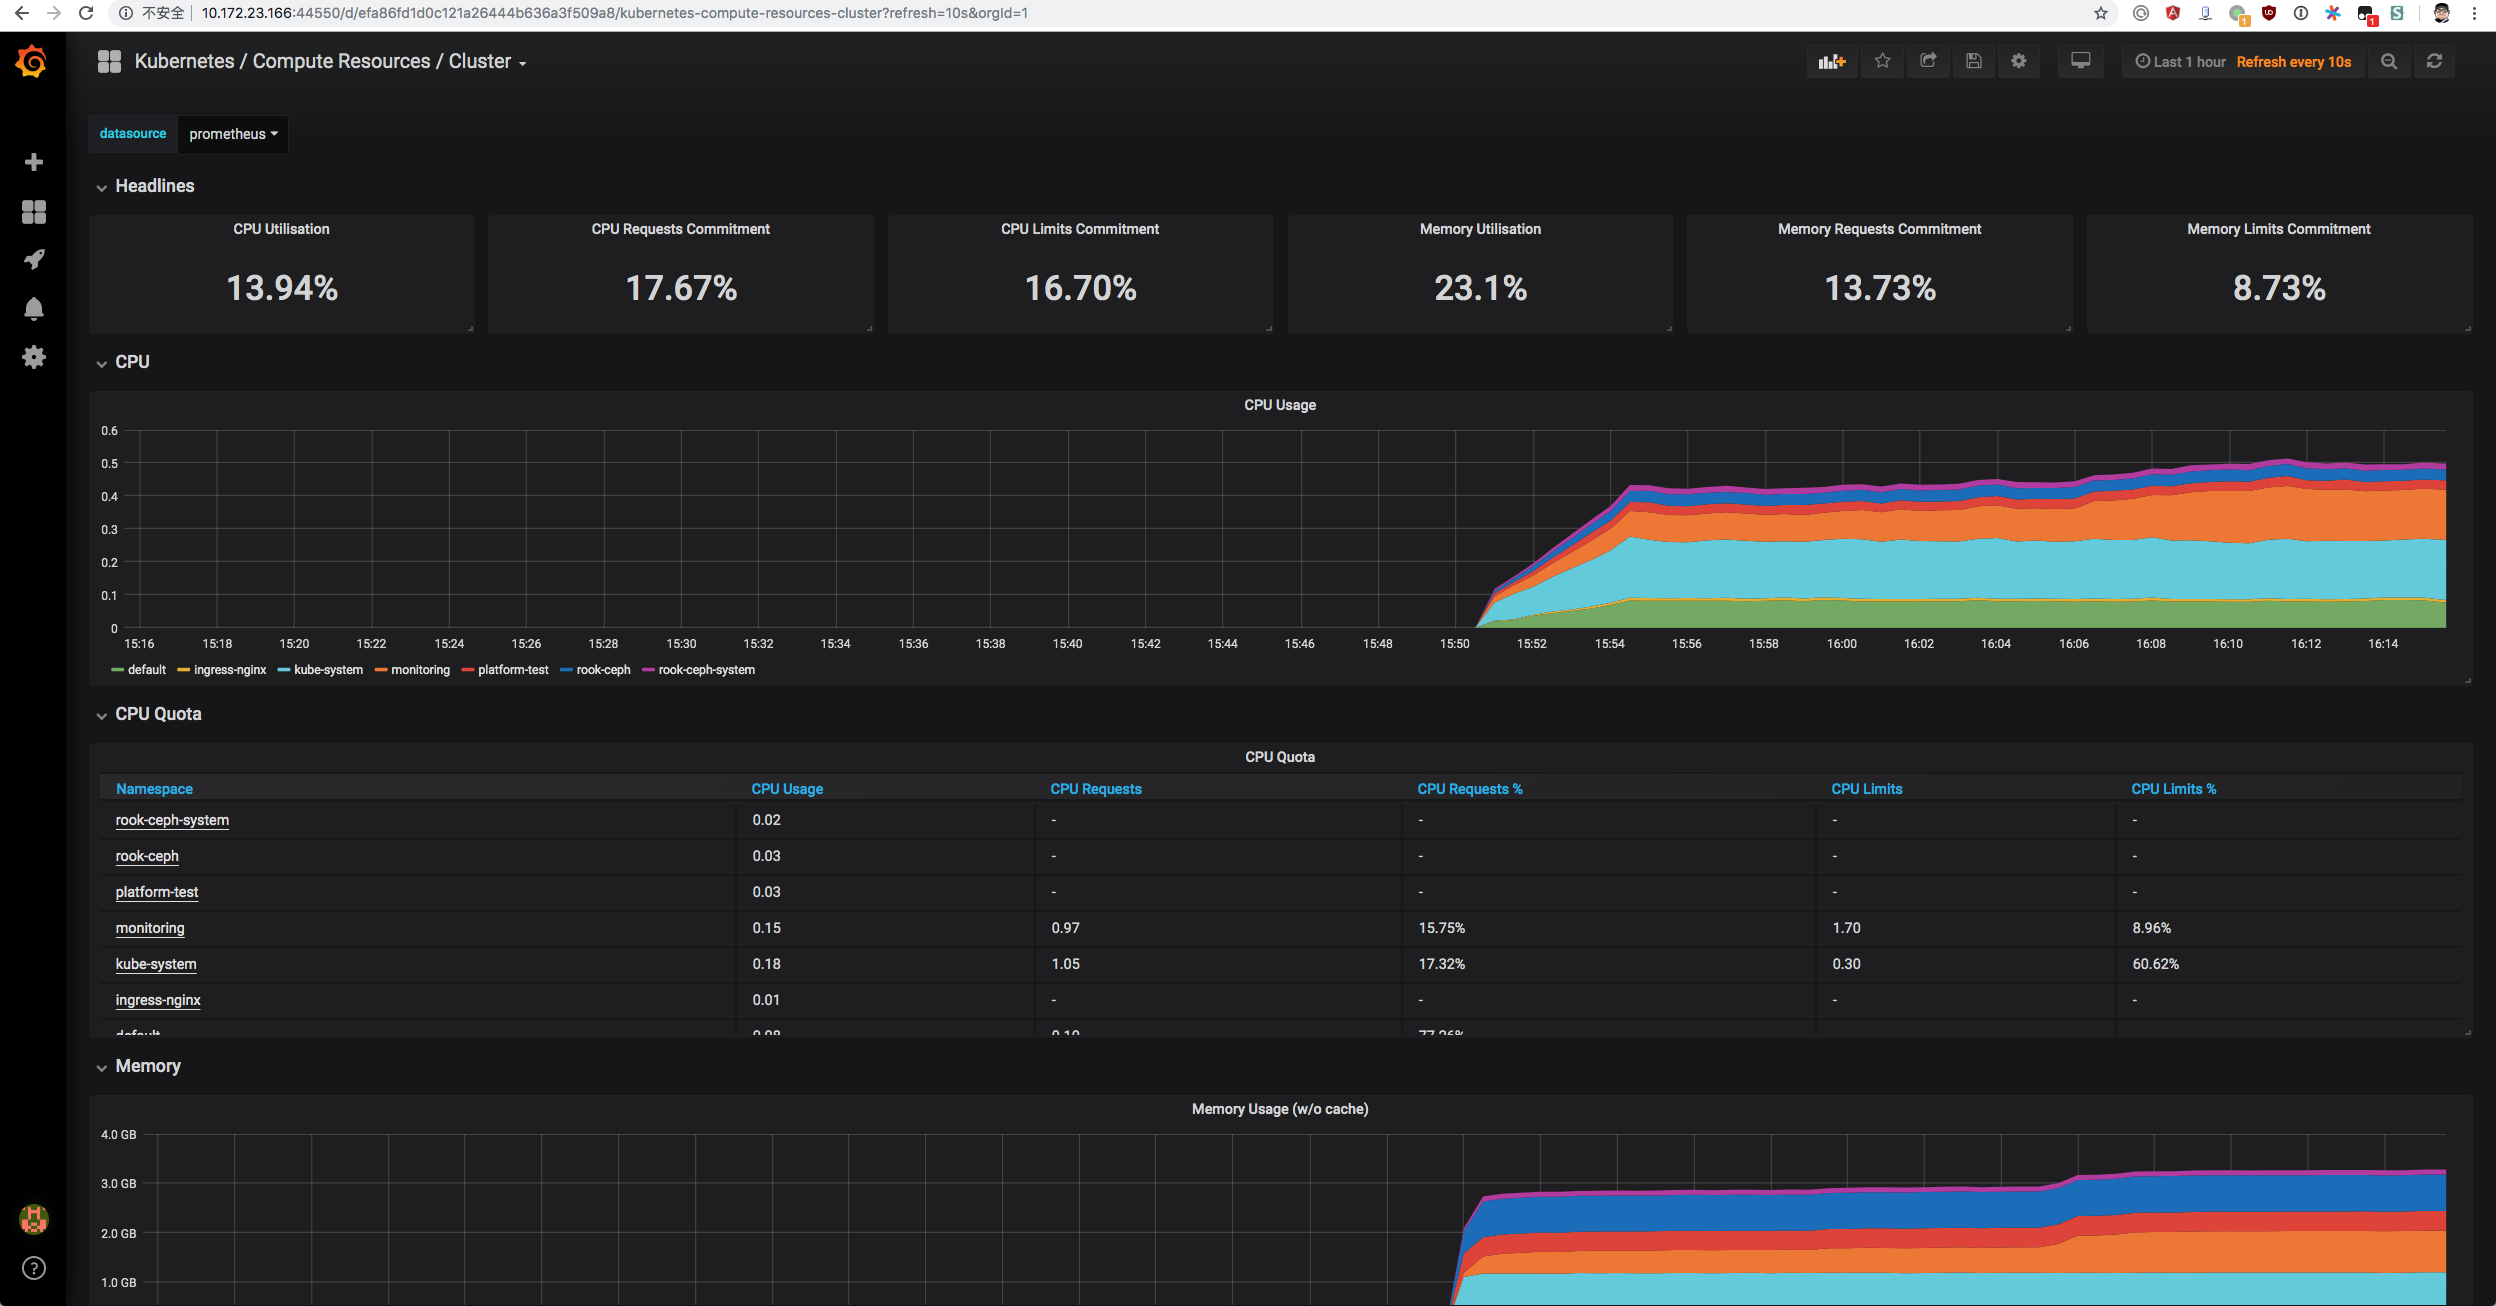 不安全 10.172.23.166:44550/d/efa86fd1d0c121a26444b636a3f509a8/kubernetes-compute-resources-cluster?refresh=10s&orgId=1
1 1
Kubernetes / Compute Resources / Cluster
Last 1 hour Refresh every 10s
datasource prometheus
Headlines
CPU Utilisation CPU Requests Commitment CPU Limits Commitment Memory Utilisation Memory Requests Commitment Memory Limits Commitment
13.94% 17.67% 16.70% 23.1% 13.73% 8.73%
CPU
CPU Usage
0.6
0.5
0.4
0.3
0.2
0.1
0
15:16 15:18 15:20 15:22 15:24 15:26 15:28 15:30 15:32 15:34 15:36 15:38 15:40 15:42 15:44 15:46 15:48 15:50 15:52 15:54 15:56 15:58 16:00 16:02 16:04 16:06 16:08 16:10 16:12 16:14
default ingress-nginx kube-system monitoring platform-test rook-ceph rook-ceph-system
CPU Quota
CPU Quota
Namespace CPU Usage CPU Requests CPU Requests % CPU Limits CPU Limits %
rook-ceph-system 0.02 - - - -
rook-ceph 0.03 - - - -
platform-test 0.03 - - - -
monitoring 0.15 0.97 15.75% 1.70 8.96%
kube-system 0.18 1.05 17.32% 0.30 60.62%
ingress-nginx 0.01 - - - -
default
Memory
Memory Usage (w/o cache)
4.0 GB
3.0 GB
2.0 GB
1.0 GB